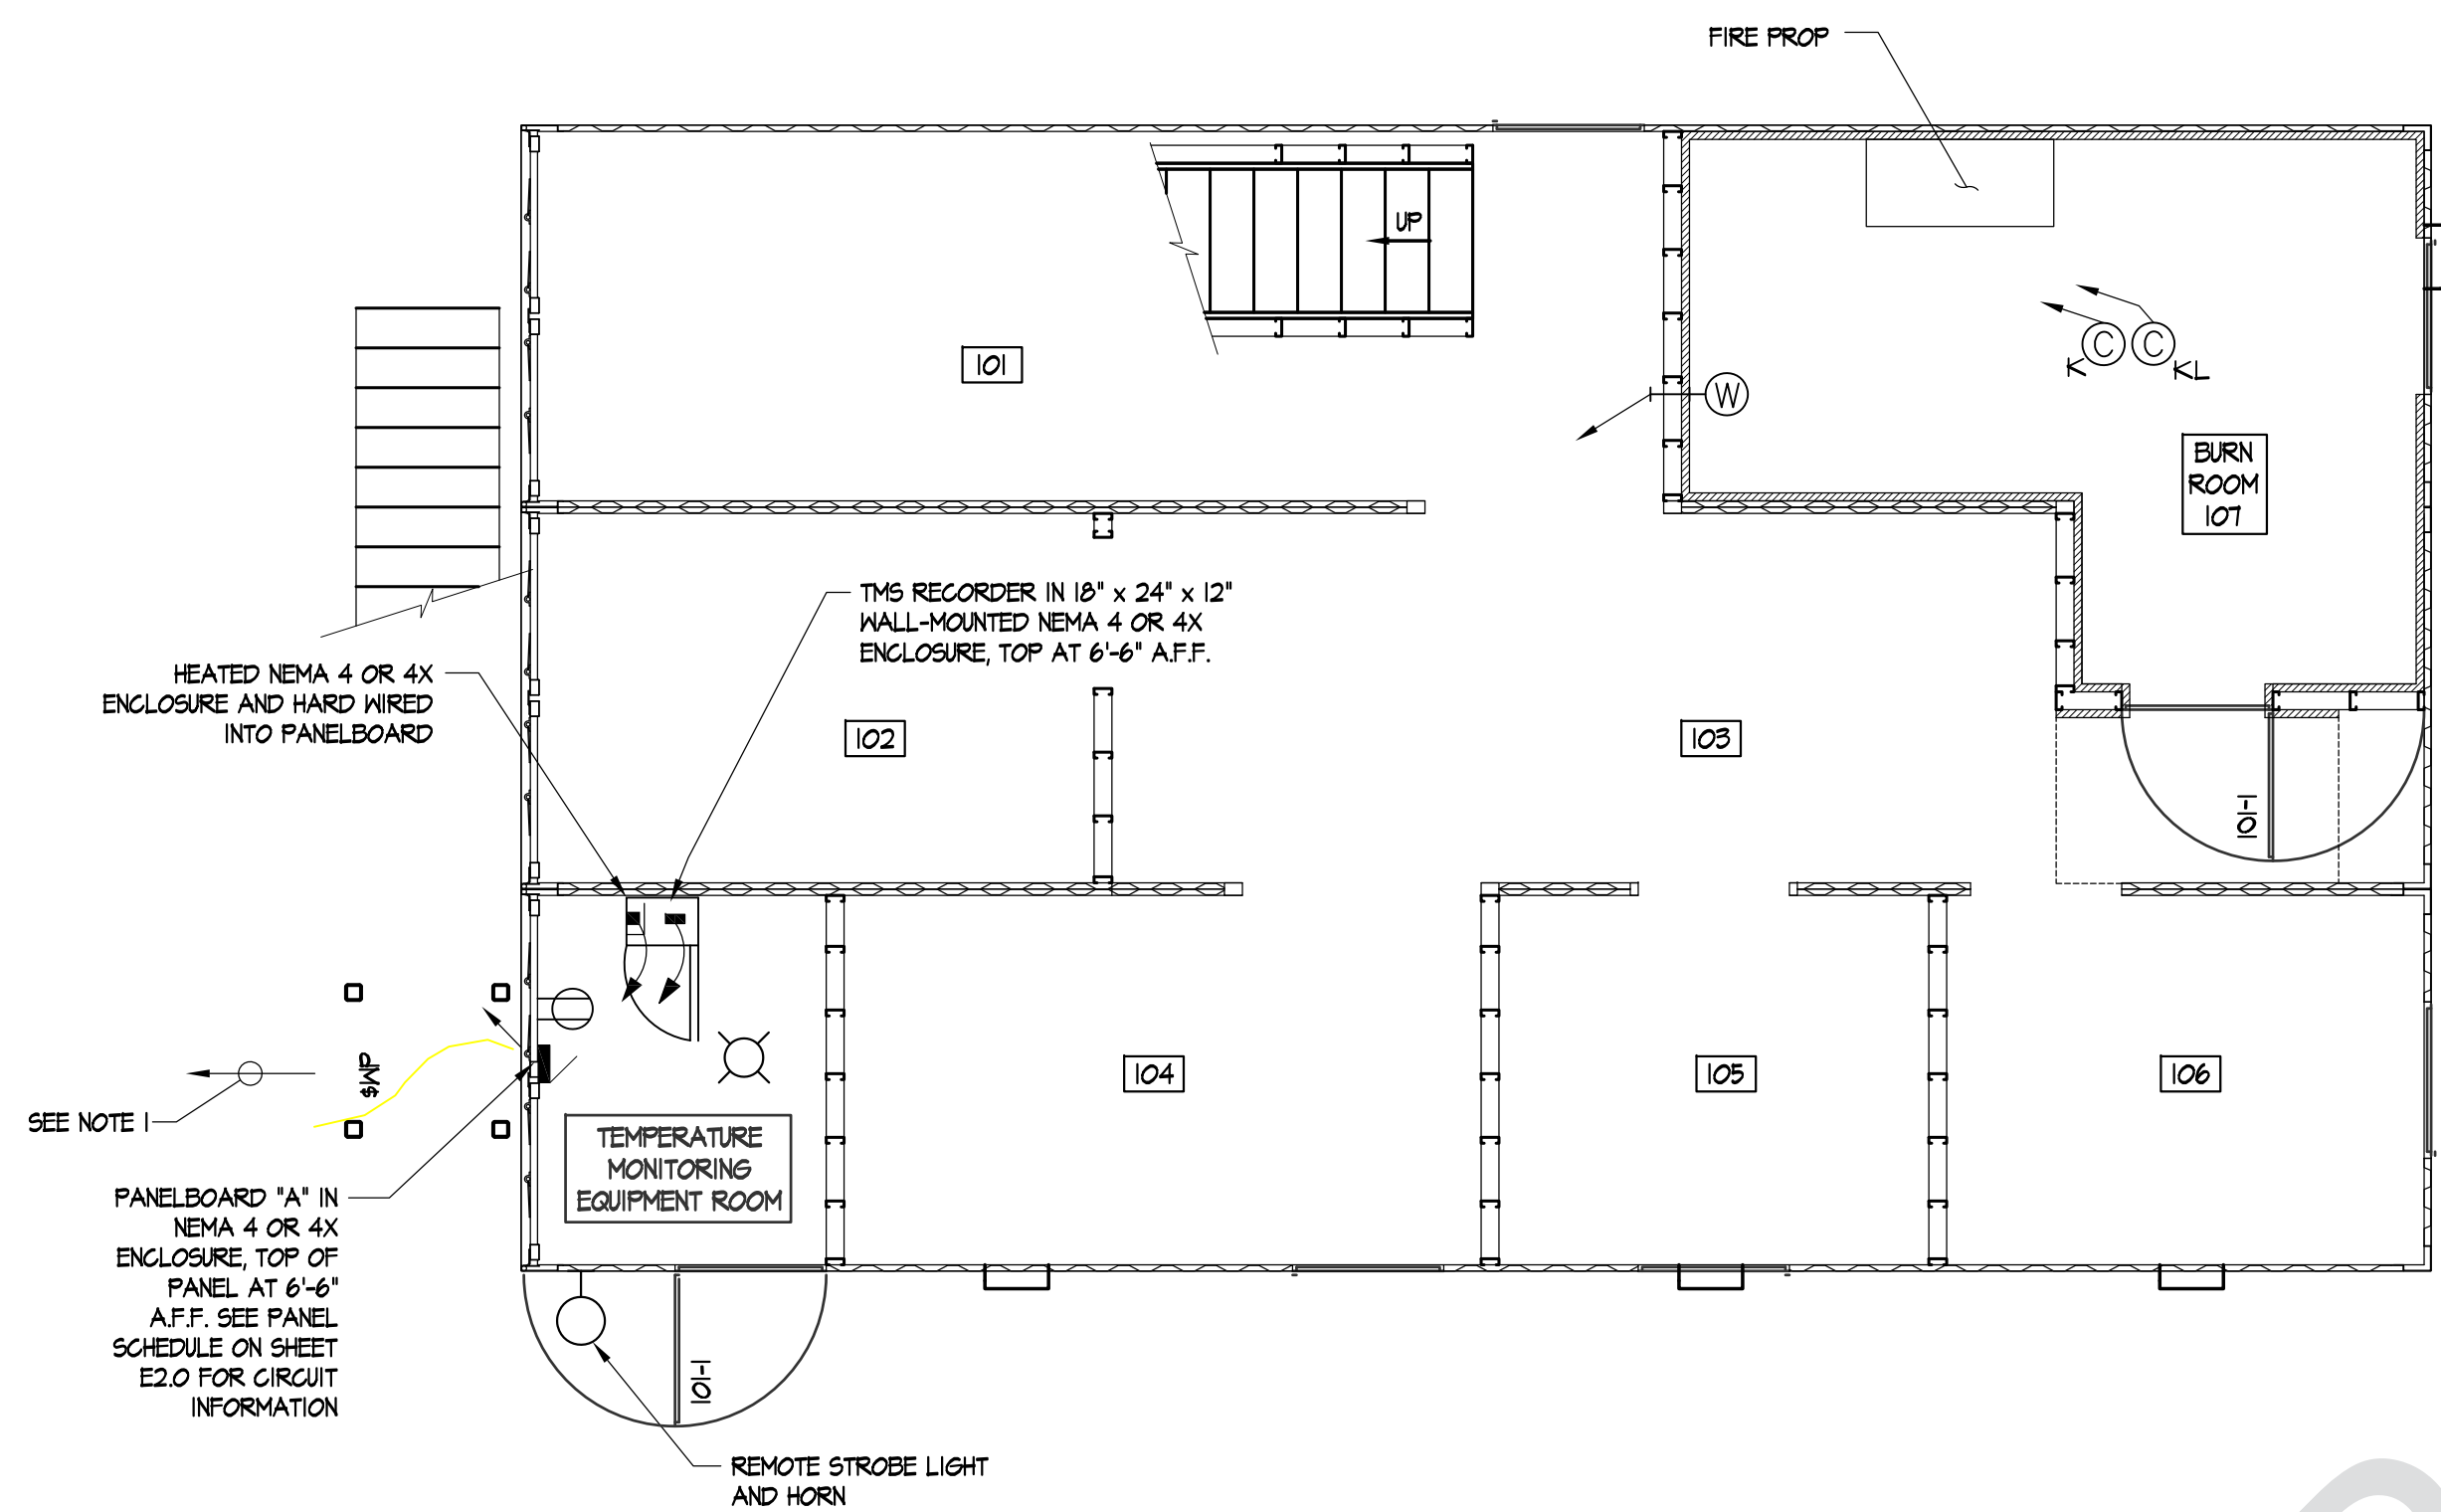 FIRE PROP
UP
101
W
C
C
K
KL
BURN
ROOM
107
TMS RECORDER IN 18" x 24" x 12"
WALL-MOUNTED NEMA 4 OR 4X
ENCLOSURE, TOP AT 6'-6" A.F.F.
HEATED NEMA 4 OR 4X
ENCLOSURE AND HARD WIRED
INTO PANELBOARD
102
103
101-1
$MP
104
105
106
SEE NOTE 1
TEMPERATURE
MONITORING
EQUIPMENT ROOM
PANELBOARD "A" IN
NEMA 4 OR 4X
ENCLOSURE, TOP OF
PANEL AT 6'-6"
A.F.F. SEE PANEL
SCHEDULE ON SHEET
E2.0 FOR CIRCUIT
INFORMATION
101-1
REMOTE STROBE LIGHT
AND HORN